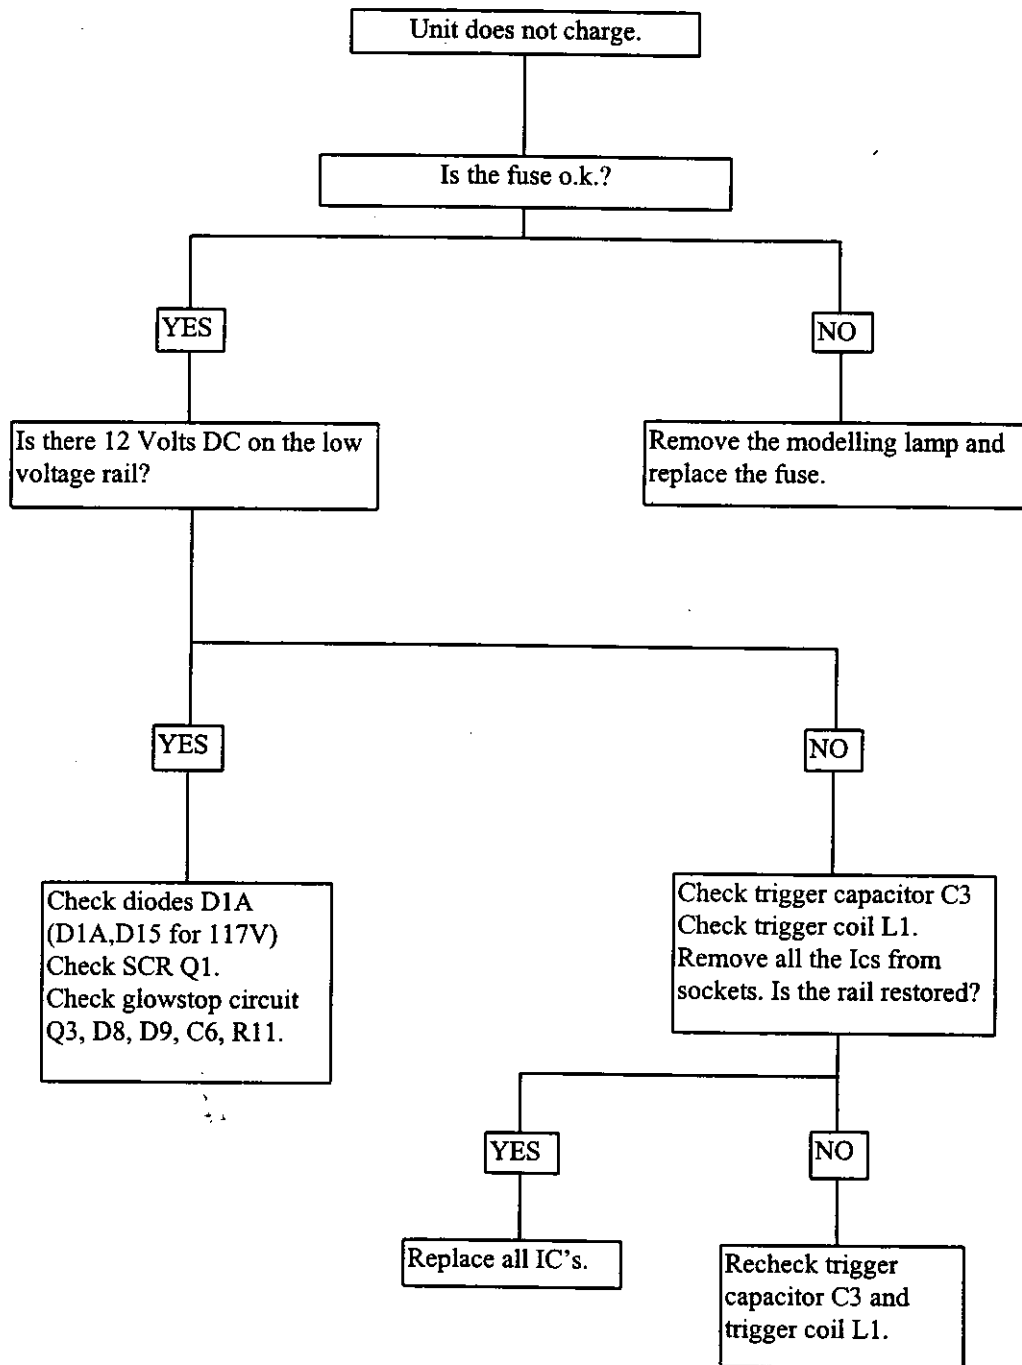 Unit does not charge.
Is the fuse o.k.?
YES
NO
Is there 12 Volts DC on the low
voltage rail?
Remove the modelling lamp and
replace the fuse.
YES
NO
Check diodes D1A
(D1A,D15 for 117V)
Check SCR Q1.
Check glowstop circuit
Q3, D8, D9, C6, R11.
Check trigger capacitor C3
Check trigger coil L1.
Remove all the Ics from
sockets. Is the rail restored?
YES
NO
Replace all IC's.
Recheck trigger
capacitor C3 and
trigger coil L1.